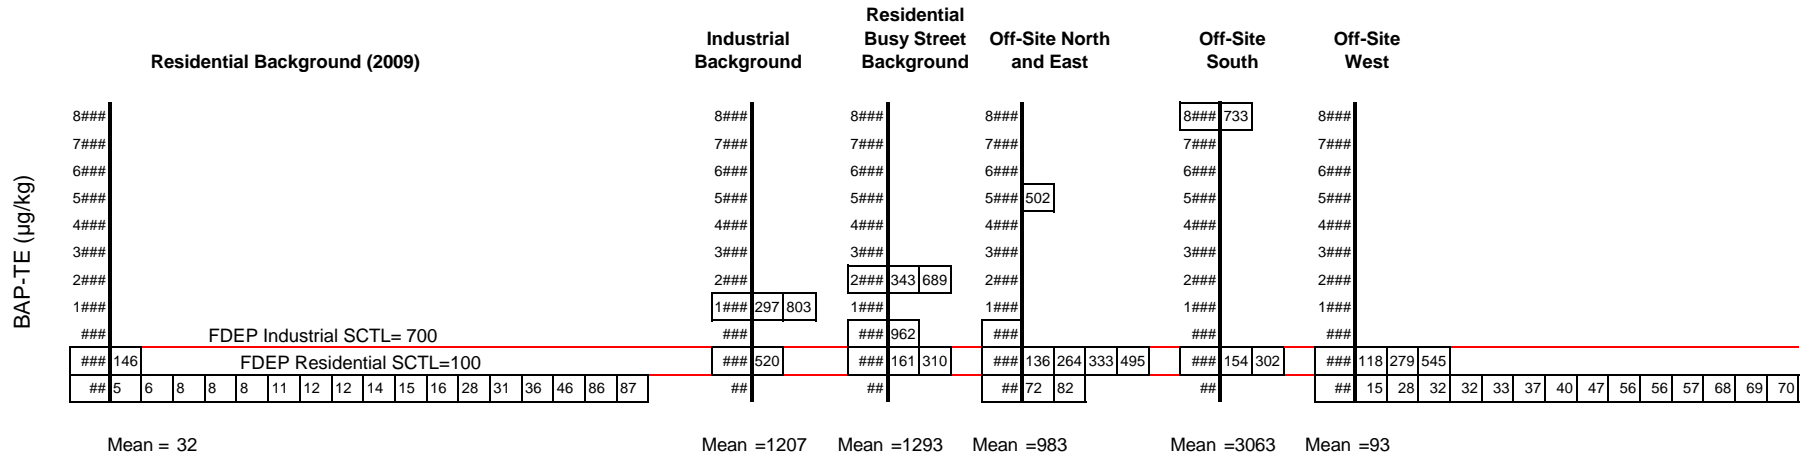 Residential Background (2009)
Industrial Background
Residential Busy Street Background
Off-Site North and East
Off-Site South
Off-Site West
BAP-TE (µg/kg)
8### 8### 8### 8### 8### 733 8###
7### 7### 7### 7### 7### 7###
6### 6### 6### 6### 6### 6###
5### 5### 5### 5### 502 5### 5###
4### 4### 4### 4### 4### 4###
3### 3### 3### 3### 3### 3###
2### 2### 2### 343 689 2### 2### 2###
1### 1### 297 803 1### 1### 1### 1###
### FDEP Industrial SCTL= 700 ### ### 962 ### ### ###
### 146 FDEP Residential SCTL=100 ### 520 ### 161 310 ### 136 264 333 495 ### 154 302 ### 118 279 545
## 5 6 8 8 8 11 12 12 14 15 16 28 31 36 46 86 87 ## ## ## 72 82 ## ## 15 28 32 32 33 37 40 47 56 56 57 68 69 70
Mean = 32 Mean =1207 Mean =1293 Mean =983 Mean =3063 Mean =93